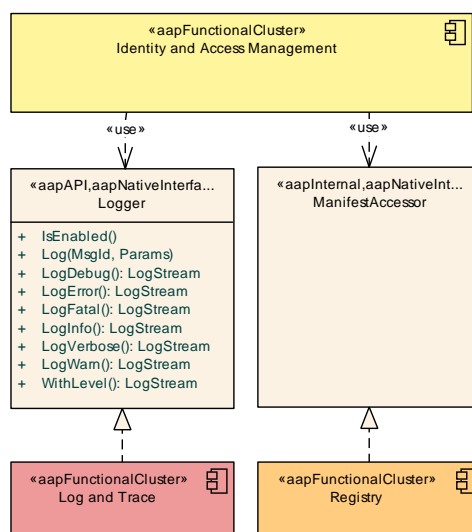 «aapFunctionalCluster»
Identity and Access Management
«use»
«use»
«aapAPI,aapNativeInterfa...
Logger
+ IsEnabled()
+ Log(MsgId, Params)
+ LogDebug(): LogStream
+ LogError(): LogStream
+ LogFatal(): LogStream
+ LogInfo(): LogStream
+ LogVerbose(): LogStream
+ LogWarn(): LogStream
+ WithLevel(): LogStream
«aapInternal,aapNativeInt...
ManifestAccessor
«aapFunctionalCluster»
Log and Trace
«aapFunctionalCluster»
Registry